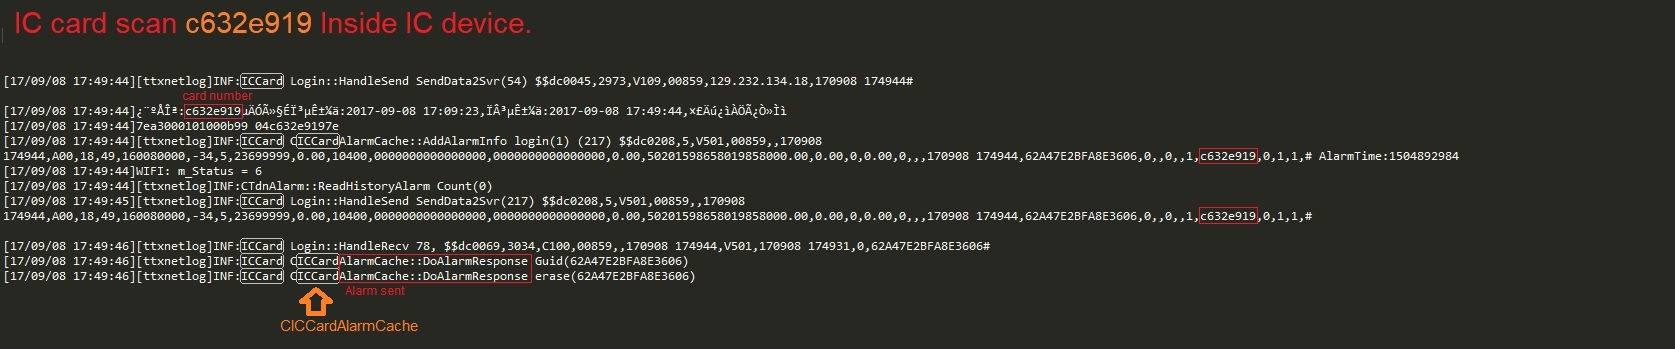 IC card scan c632e919 Inside IC device.
[17/09/08 17:49:44][ttxnetlog]INF:ICCard Login::HandleSend SendData2Svr(54) $$dc0045,2973,V109,00859,129.232.134.18,170908 174944#
card number
[17/09/08 17:49:44]¿¨ºÅÎª:c632e919µÄÓÃ»§ÉÏ³µÊ±¼ä:2017-09-08 17:09:23,ÏÂ³µÊ±¼ä:2017-09-08 17:49:44,×£Äú¿ìÀÖÃ¿Ò»Ìì
[17/09/08 17:49:44]7ea3000101000b99 04c632e9197e
[17/09/08 17:49:44][ttxnetlog]INF:ICCard CICCardAlarmCache::AddAlarmInfo login(1) (217) $$dc0208,5,V501,00859,,170908
174944,A00,18,49,160080000,-34,5,23699999,0.00,10400,0000000000000000,0000000000000000,0.00,50201598658019858000.00,0.00,0,0.00,0,,,170908 174944,62A47E2BFA8E3606,0,,0,,1,c632e919,0,1,1,# AlarmTime:1504892984
[17/09/08 17:49:44]WIFI: m_Status = 6
[17/09/08 17:49:44][ttxnetlog]INF:CTdnAlarm::ReadHistoryAlarm Count(0)
[17/09/08 17:49:45][ttxnetlog]INF:ICCard Login::HandleSend SendData2Svr(217) $$dc0208,5,V501,00859,,170908
174944,A00,18,49,160080000,-34,5,23699999,0.00,10400,0000000000000000,0000000000000000,0.00,50201598658019858000.00,0.00,0,0.00,0,,,170908 174944,62A47E2BFA8E3606,0,,0,,1,c632e919,0,1,1,#
[17/09/08 17:49:46][ttxnetlog]INF:ICCard Login::HandleRecv 78, $$dc0069,3034,C100,00859,,170908 174944,V501,170908 174931,0,62A47E2BFA8E3606#
[17/09/08 17:49:46][ttxnetlog]INF:ICCard CICCardAlarmCache::DoAlarmResponse Guid(62A47E2BFA8E3606)
[17/09/08 17:49:46][ttxnetlog]INF:ICCard CICCardAlarmCache::DoAlarmResponse erase(62A47E2BFA8E3606)
Alarm sent
CICCardAlarmCache